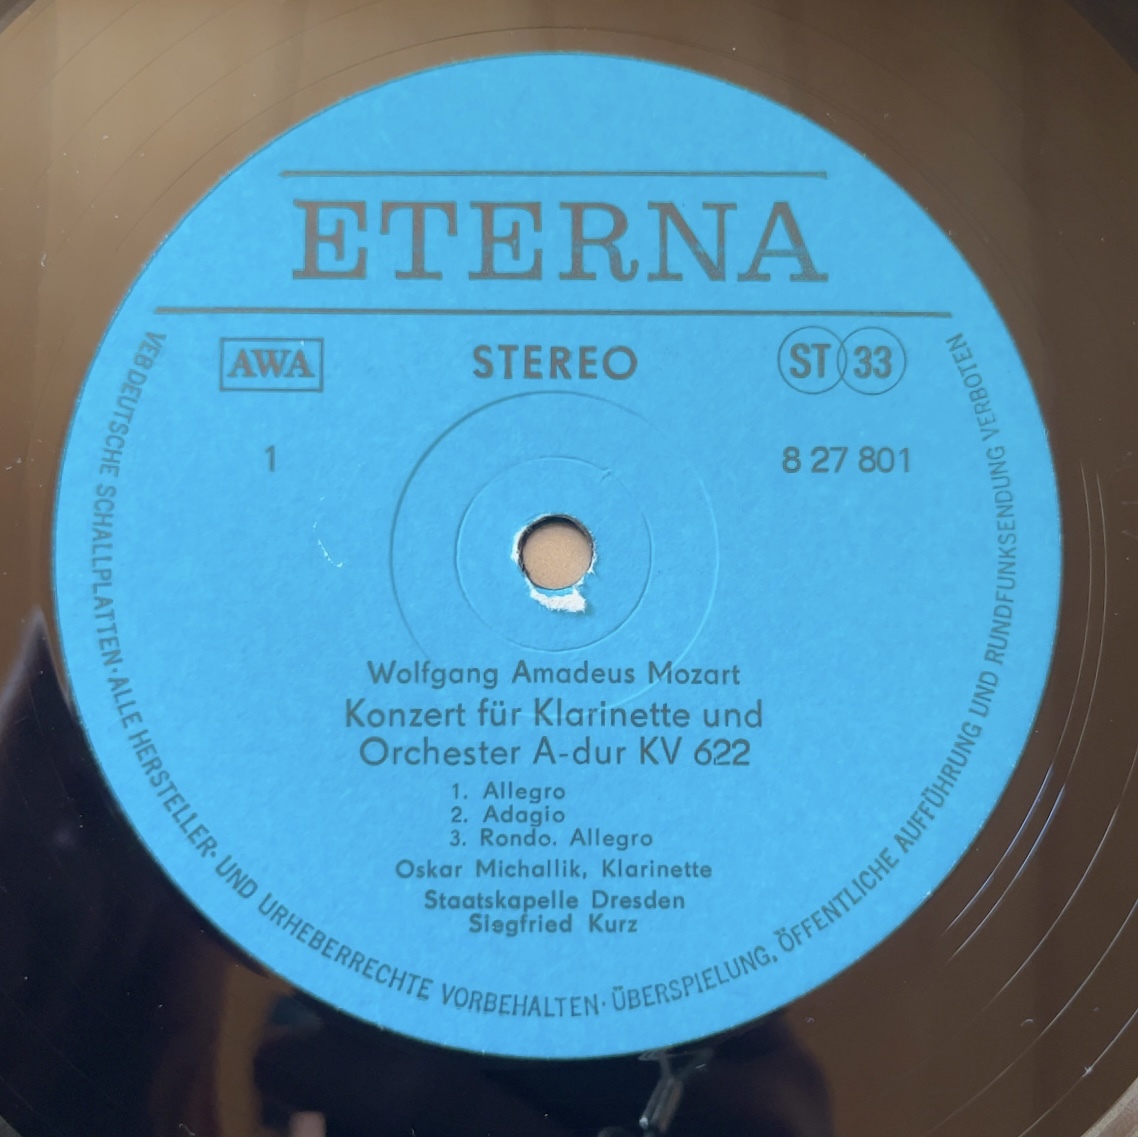 ETERNA
AWA
STEREO
ST 33
1
8 27 801
Wolfgang Amadeus Mozart
Konzert für Klarinette und
Orchester A-dur KV 622
1. Allegro
2. Adagio
3. Rondo. Allegro
Oskar Michallik, Klarinette
Staatskapelle Dresden
Siegfried Kurz
VEB DEUTSCHE SCHALLPLATTEN · ALLE HERSTELLER- UND URHEBERRECHTE VORBEHALTEN · ÜBERSPIELUNG, ÖFFENTLICHE AUFFÜHRUNG UND RUNDFUNKSENDUNG VERBOTEN